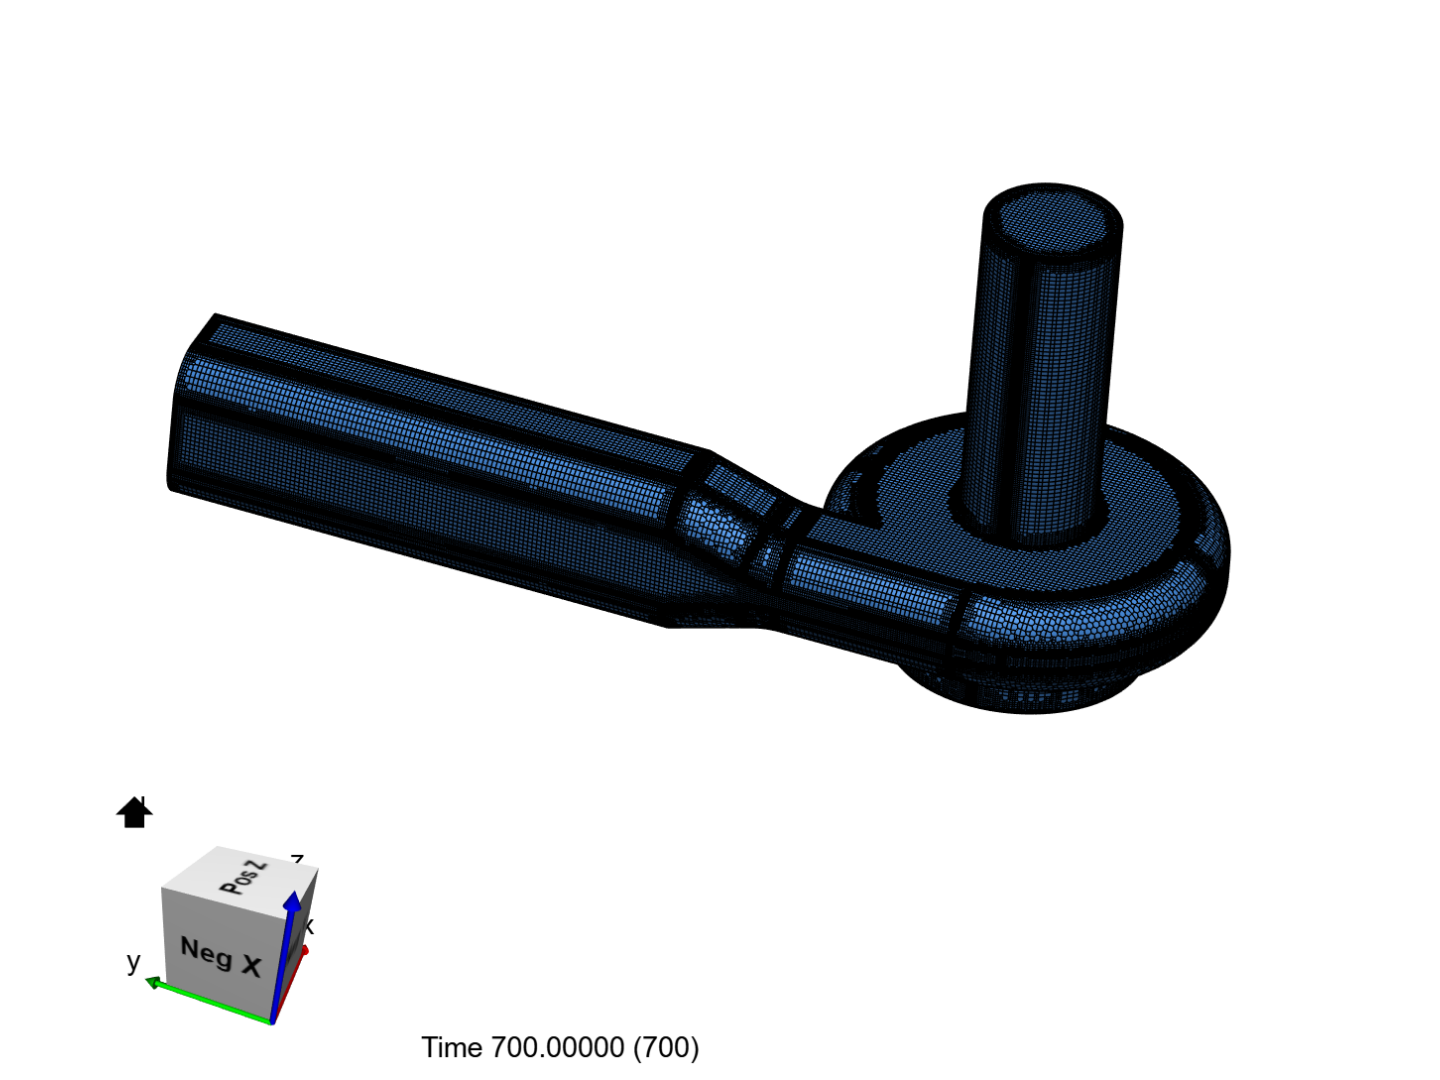 Pos Z
z
x
Neg X
y
Time 700.00000 (700)